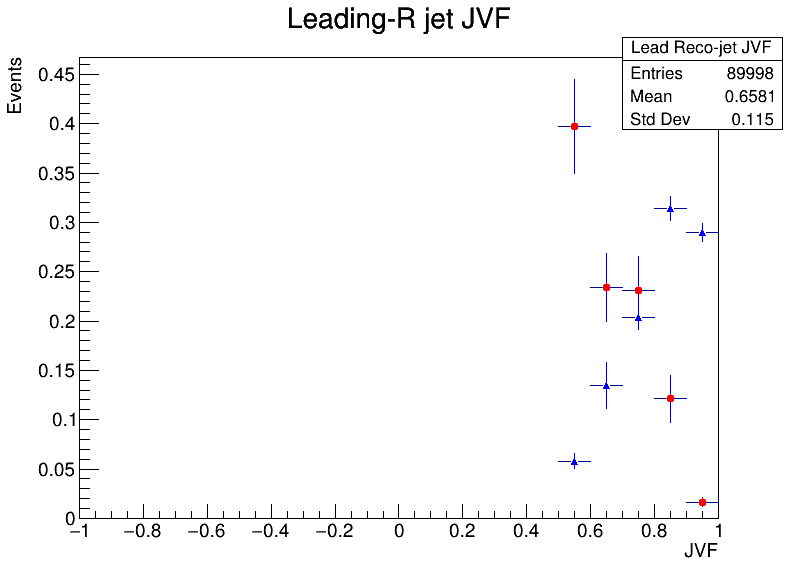 Leading-R jet JVF
Lead Reco-jet JVF
Entries 89998
Mean 0.6581
Std Dev 0.115
Events
0.45
0.4
0.35
0.3
0.25
0.2
0.15
0.1
0.05
0
−1 −0.8 −0.6 −0.4 −0.2 0 0.2 0.4 0.6 0.8 1
JVF